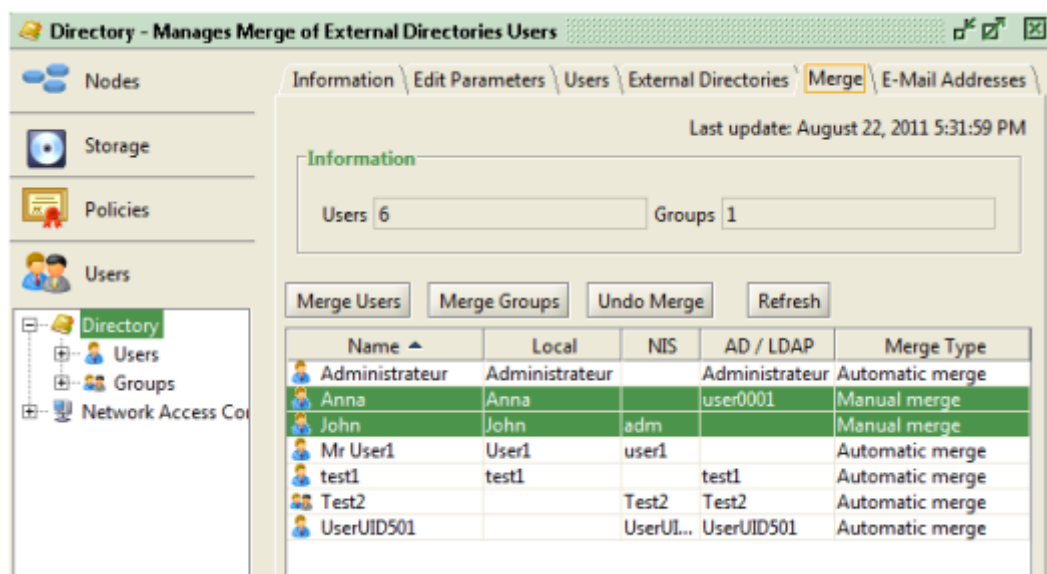 Directory - Manages Merge of External Directories Users
Nodes
Storage
Policies
Users
Directory
Users
Groups
Network Access Co
Information Edit Parameters Users External Directories Merge E-Mail Addresses
Last update: August 22, 2011 5:31:59 PM
Information
Users 6 Groups 1
Merge Users Merge Groups Undo Merge Refresh
Name Local NIS AD / LDAP Merge Type
Administrateur Administrateur Administrateur Automatic merge
Anna Anna user0001 Manual merge
John John adm Manual merge
Mr User1 User1 user1 Automatic merge
test1 test1 test1 Automatic merge
Test2 Test2 Test2 Automatic merge
UserUID501 UserUI... UserUID501 Automatic merge